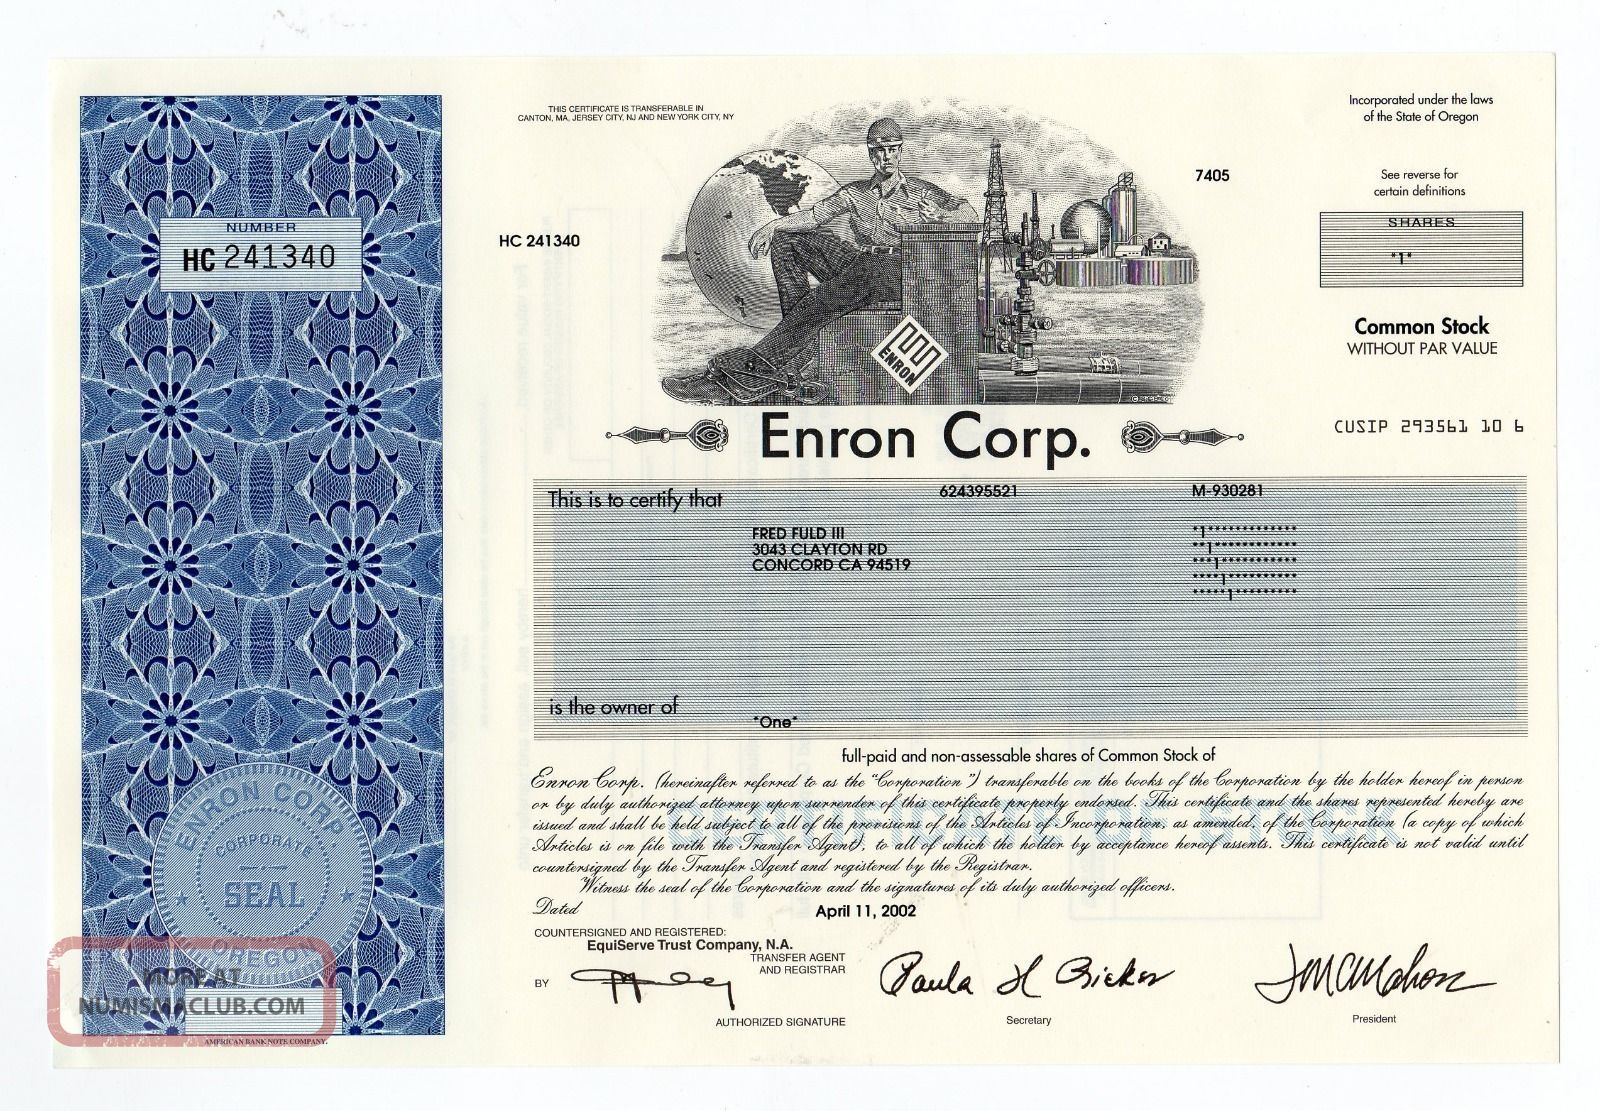 THIS CERTIFICATE IS TRANSFERABLE IN
CANTON, MA, JERSEY CITY, NJ AND NEW YORK CITY, NY
Incorporated under the laws
of the State of Oregon
7405
See reverse for
certain definitions
NUMBER
HC 241340
HC 241340
SHARES
*1*
ENRON
Common Stock
WITHOUT PAR VALUE
Enron Corp.
CUSIP 293561 10 6
This is to certify that
624395521
M-930281
FRED FULD III
3043 CLAYTON RD
CONCORD CA 94519
*1*************
**1************
***1***********
****1**********
*****1*********
is the owner of
*One*
full-paid and non-assessable shares of Common Stock of
Enron Corp. (hereinafter referred to as the "Corporation") transferable on the books of the Corporation by the holder hereof in person
or by duly authorized attorney upon surrender of this certificate properly endorsed. This certificate and the shares represented hereby are
issued and shall be held subject to all of the provisions of the Articles of Incorporation, as amended, of the Corporation (a copy of which
Articles is on file with the Transfer Agent), to all of which the holder by acceptance hereof assents. This certificate is not valid until
countersigned by the Transfer Agent and registered by the Registrar.
Witness the seal of the Corporation and the signatures of its duly authorized officers.
Dated
April 11, 2002
COUNTERSIGNED AND REGISTERED:
EquiServe Trust Company, N.A.
TRANSFER AGENT
AND REGISTRAR
BY
AUTHORIZED SIGNATURE
Paula H Rieker
Secretary
J M McMahon
President
ENRON CORP.
CORPORATE
SEAL
OREGON
MORE AT
NUMISMACLUB.COM
AMERICAN BANK NOTE COMPANY.